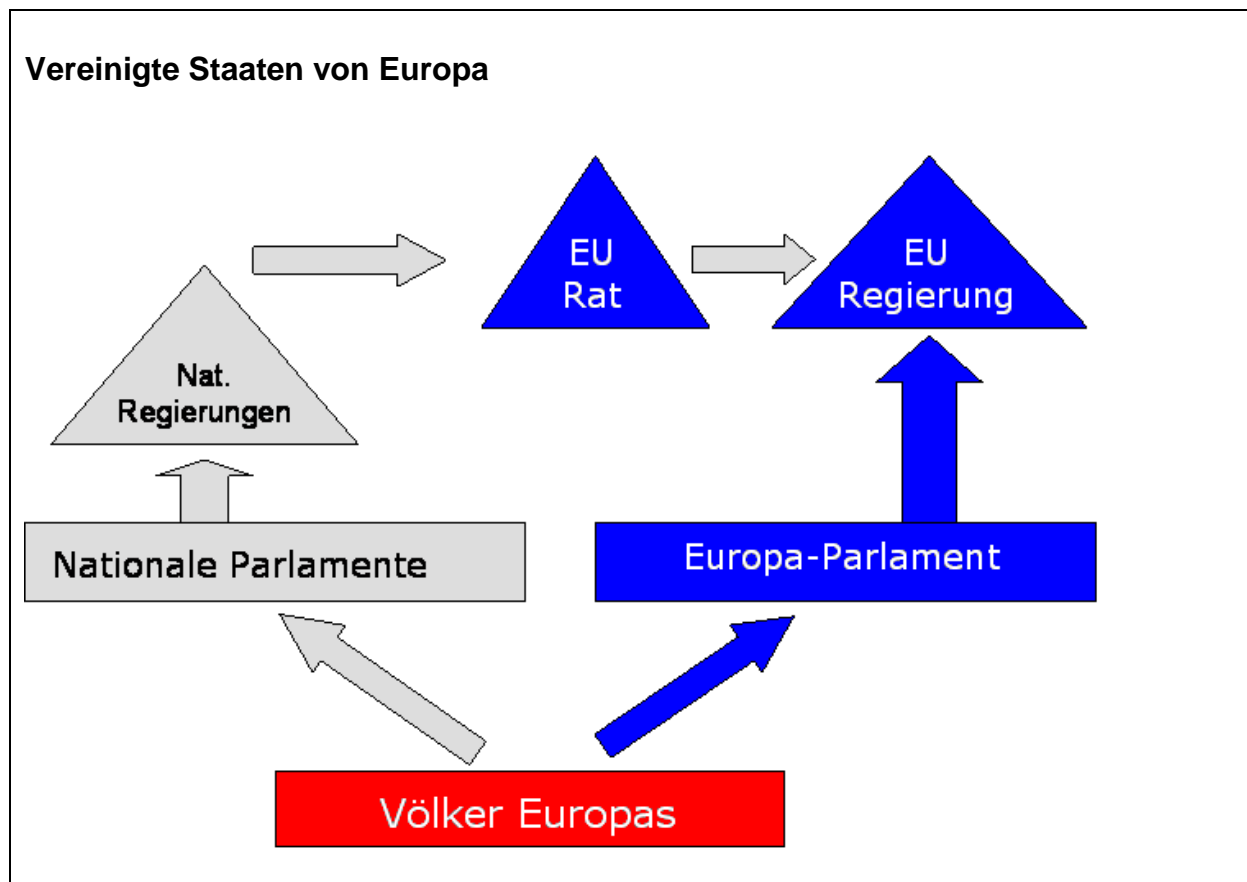 Vereinigte Staaten von Europa
EU
Rat
EU
Regierung
Nat.
Regierungen
Nationale Parlamente
Europa-Parlament
Völker Europas